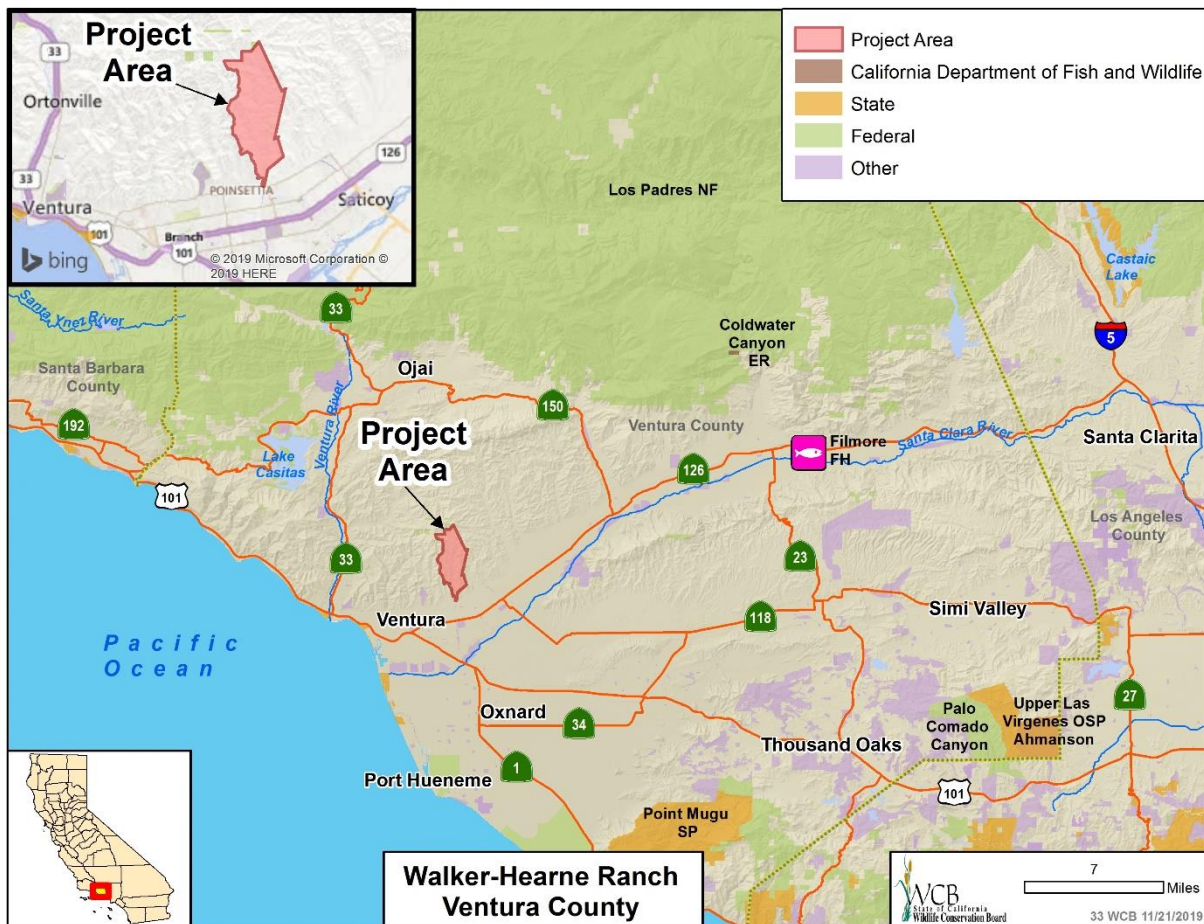 Project
Area
33
Ortonville
33
Ventura
101
Branch
101
POINSETTIA
126
Saticoy
bing
© 2019 Microsoft Corporation ©
2019 HERE
Project Area
California Department of Fish and Wildlife
State
Federal
Other
Los Padres NF
Castaic
Lake
5
Santa Ynez River
33
Coldwater
Canyon
ER
Santa Barbara
County
Ojai
192
150
Ventura River
Ventura County
Lake
Casitas
Project
Area
126
Filmore
FH
Santa Clara River
Santa Clarita
101
Los Angeles
County
33
23
Ventura
118
Simi Valley
Pacific
Ocean
Oxnard
34
Palo
Comado
Canyon
Upper Las
Virgenes OSP
Ahmanson
27
Thousand Oaks
Port Hueneme
1
101
Point Mugu
SP
Walker-Hearne Ranch
Ventura County
WCB
State of California
Wildlife Conservation Board
7
Miles
33 WCB 11/21/2019